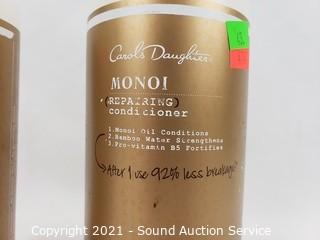 Carol's Daughter
MONOI
REPAIRING
conditioner
1.Monoi Oil Conditions
2.Bamboo Water Strengthens
3.Pro-vitamin B5 Fortifies
After 1 use 92% less breakage*
Copyright 2021 - Sound Auction Service